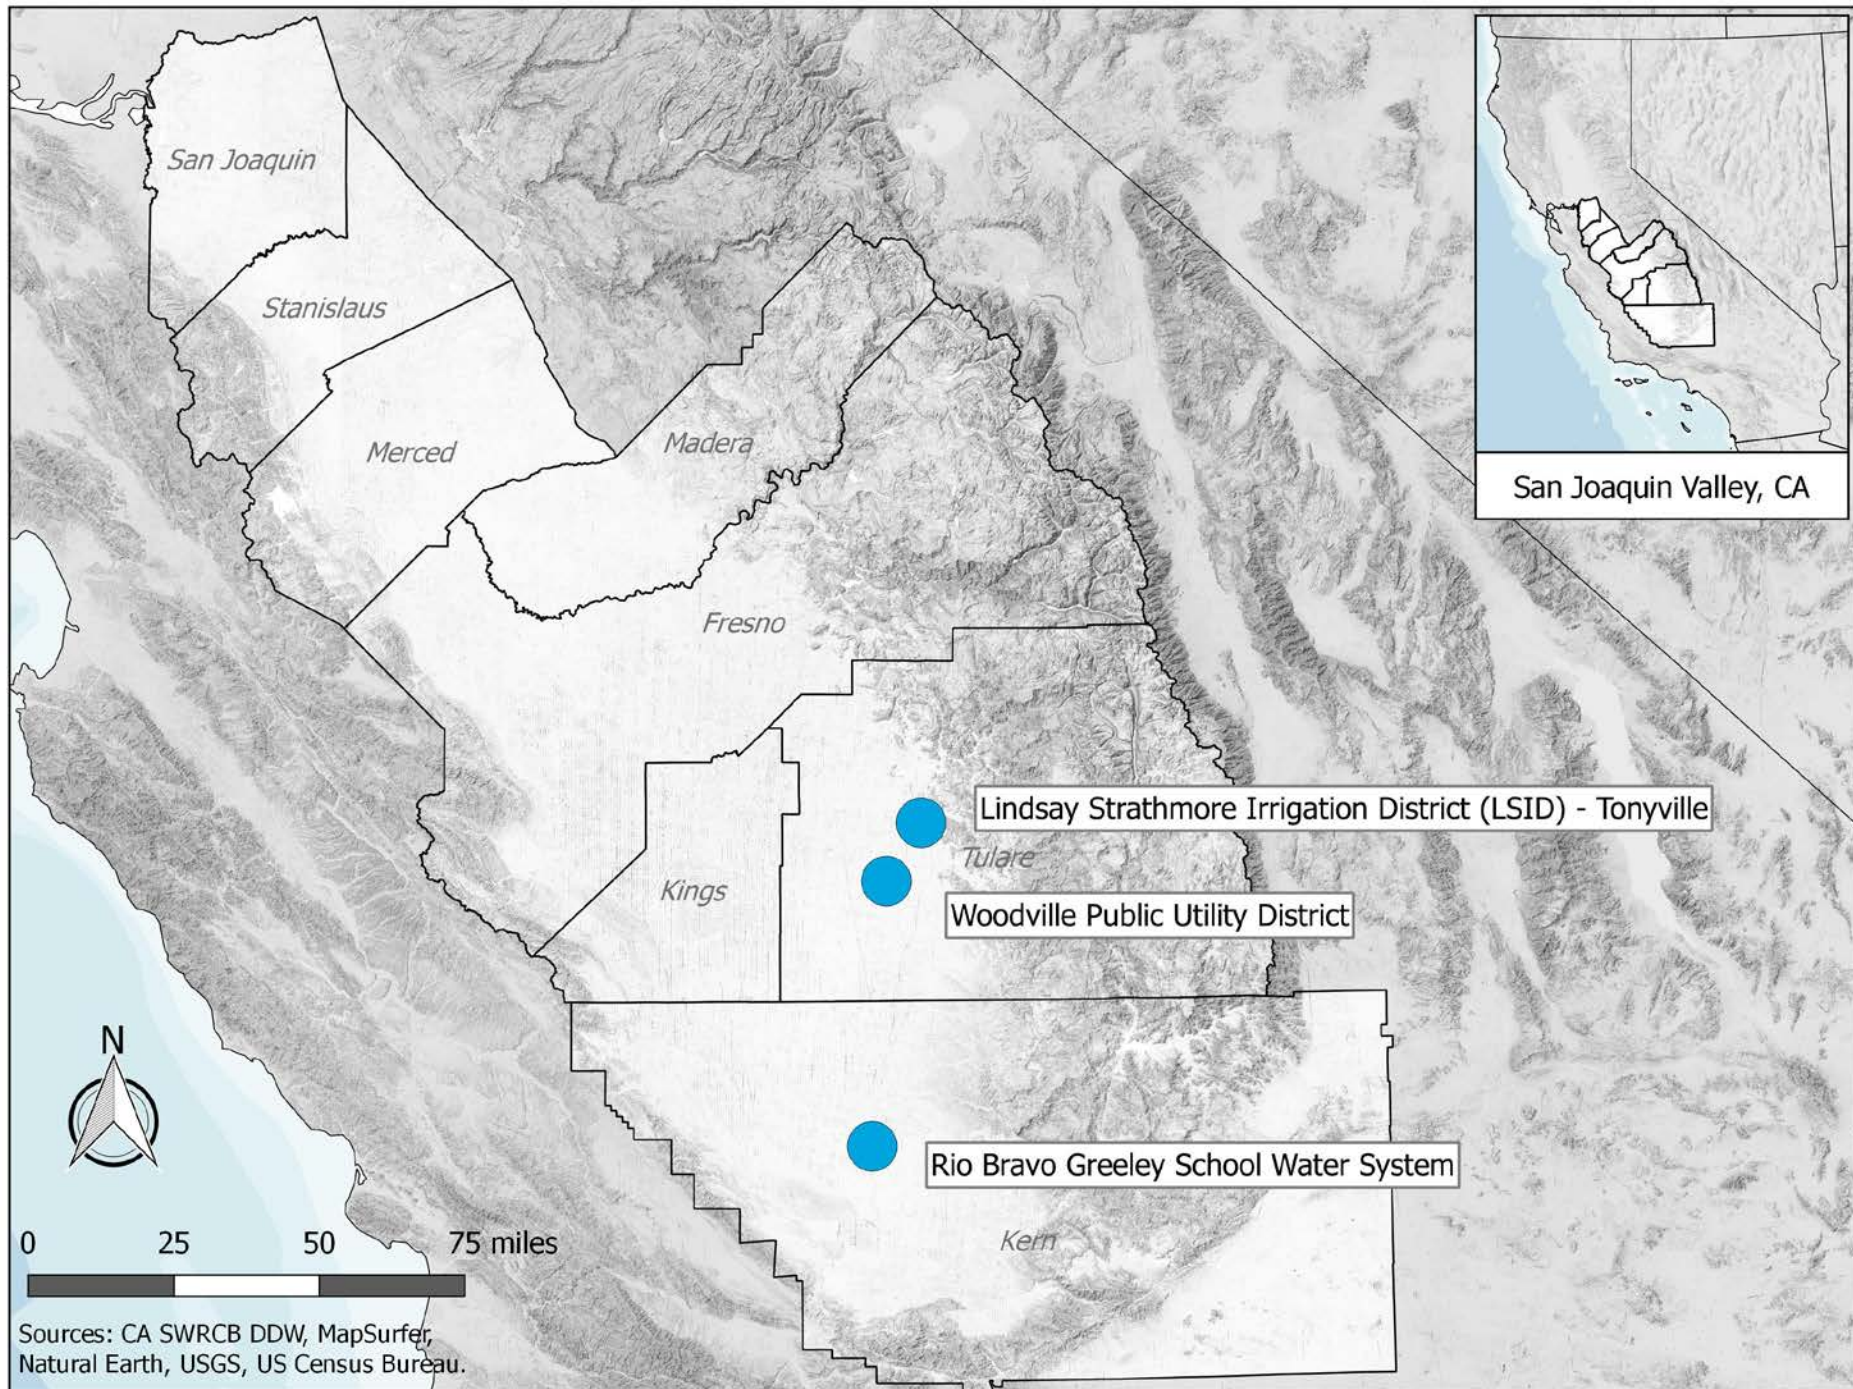 San Joaquin
Stanislaus
Merced
Madera
San Joaquin Valley, CA
Fresno
Lindsay Strathmore Irrigation District (LSID) - Tonyville
Tulare
Kings
Woodville Public Utility District
N
Rio Bravo Greeley School Water System
Kern
0 25 50 75 miles
Sources: CA SWRCB DDW, MapSurfer,
Natural Earth, USGS, US Census Bureau.